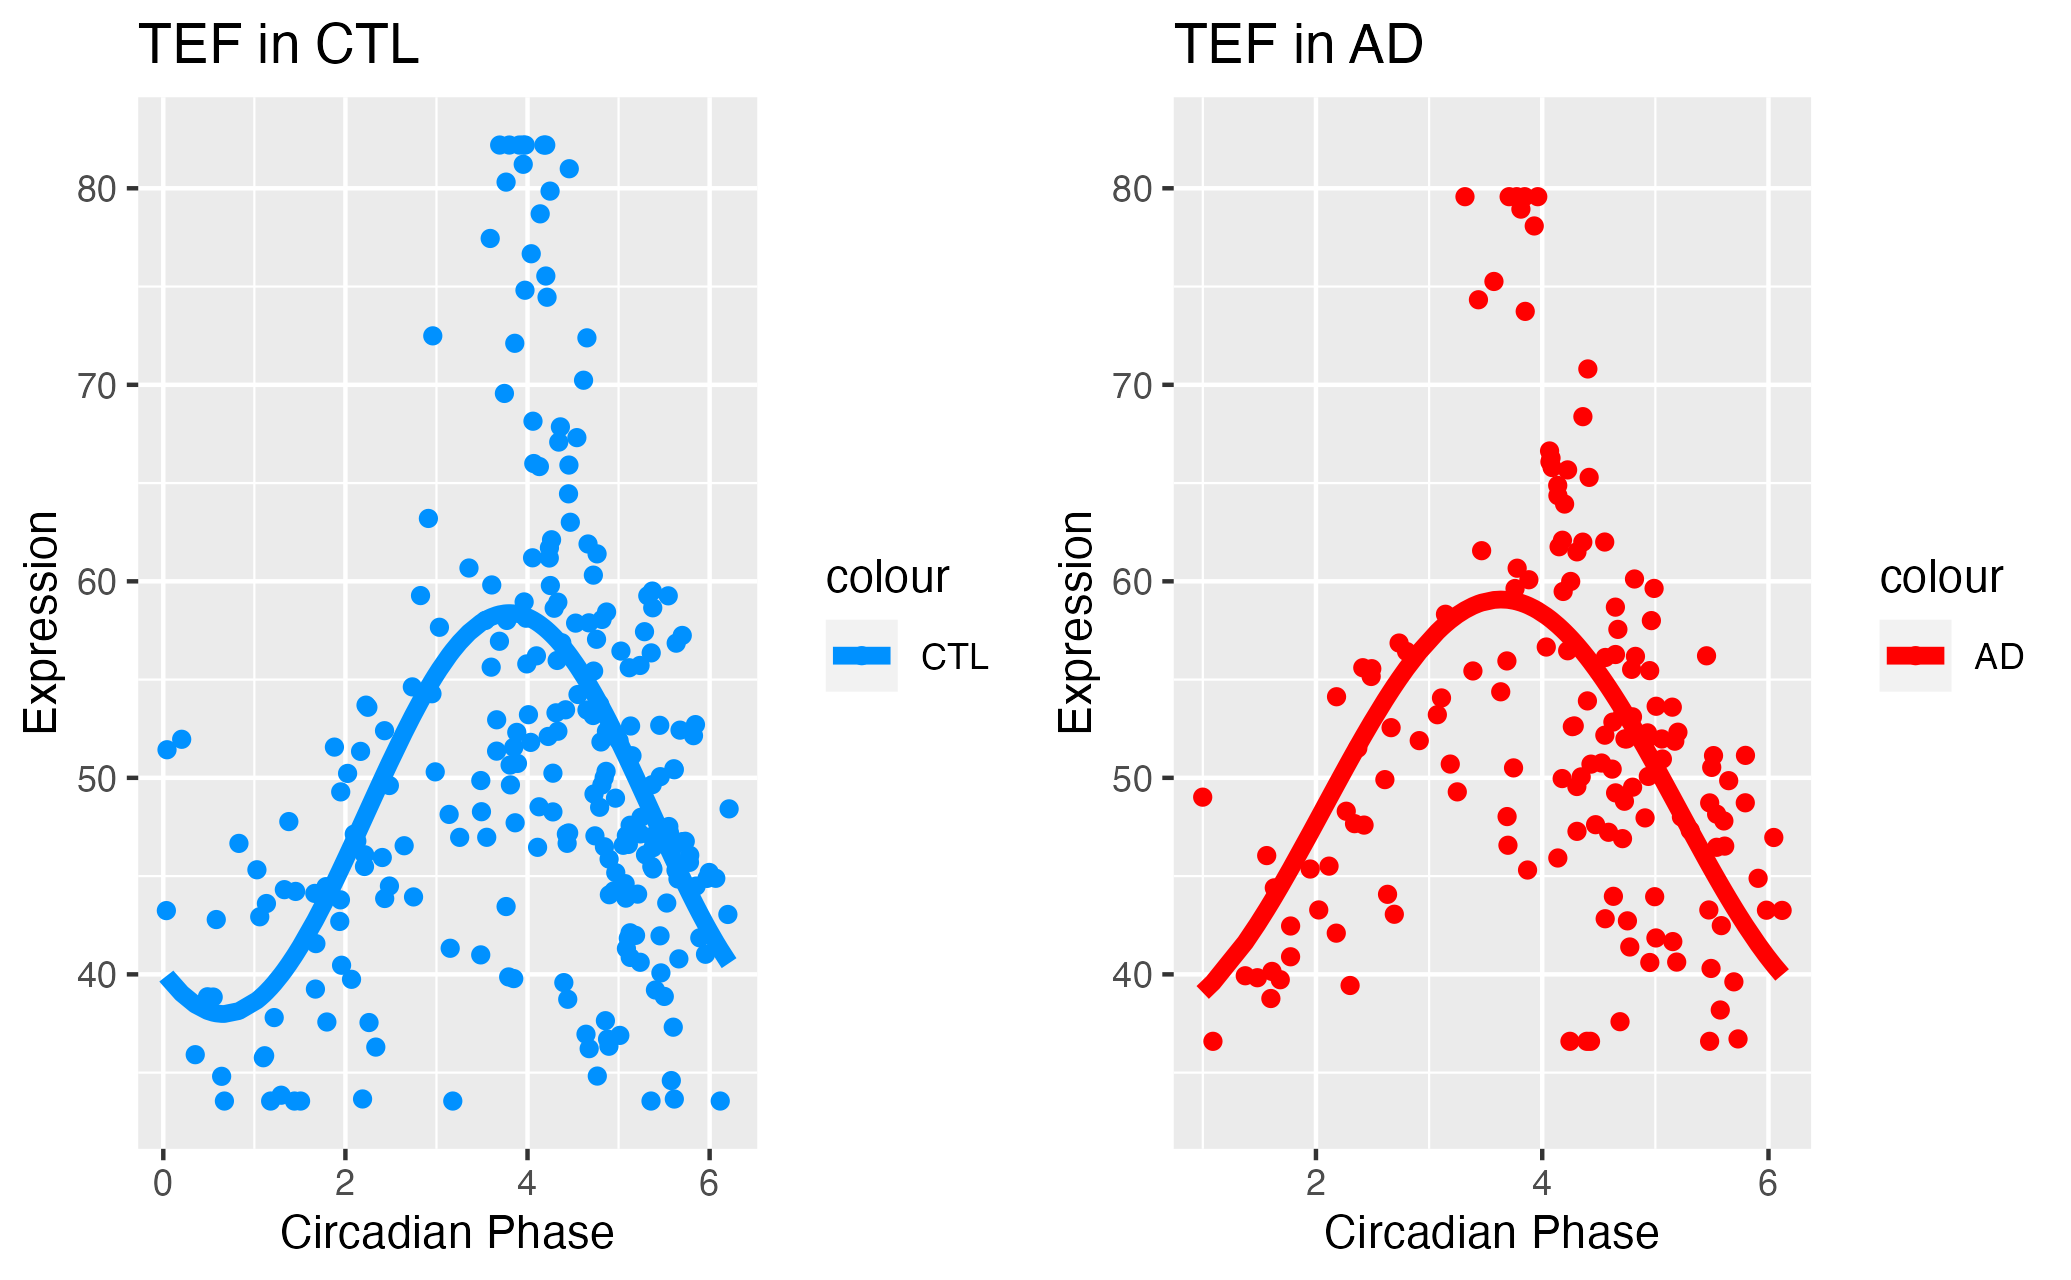 TEF in CTL
Expression
80
70
60
50
40
0 2 4 6
Circadian Phase
colour
CTL
TEF in AD
Expression
80
70
60
50
40
2 4 6
Circadian Phase
colour
AD